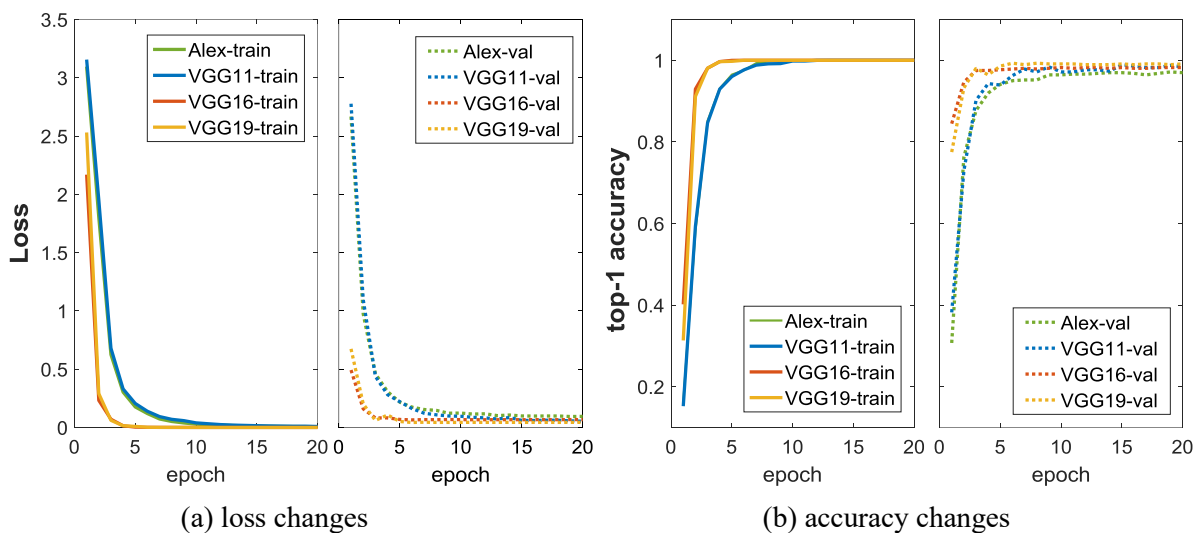 Loss
3.5
3
2.5
2
1.5
1
0.5
0
Alex-train
VGG11-train
VGG16-train
VGG19-train
0 5 10 15 20
epoch
Alex-val
VGG11-val
VGG16-val
VGG19-val
0 5 10 15 20
epoch
(a) loss changes
top-1 accuracy
1
0.8
0.6
0.4
0.2
Alex-train
VGG11-train
VGG16-train
VGG19-train
0 5 10 15 20
epoch
Alex-val
VGG11-val
VGG16-val
VGG19-val
0 5 10 15 20
epoch
(b) accuracy changes